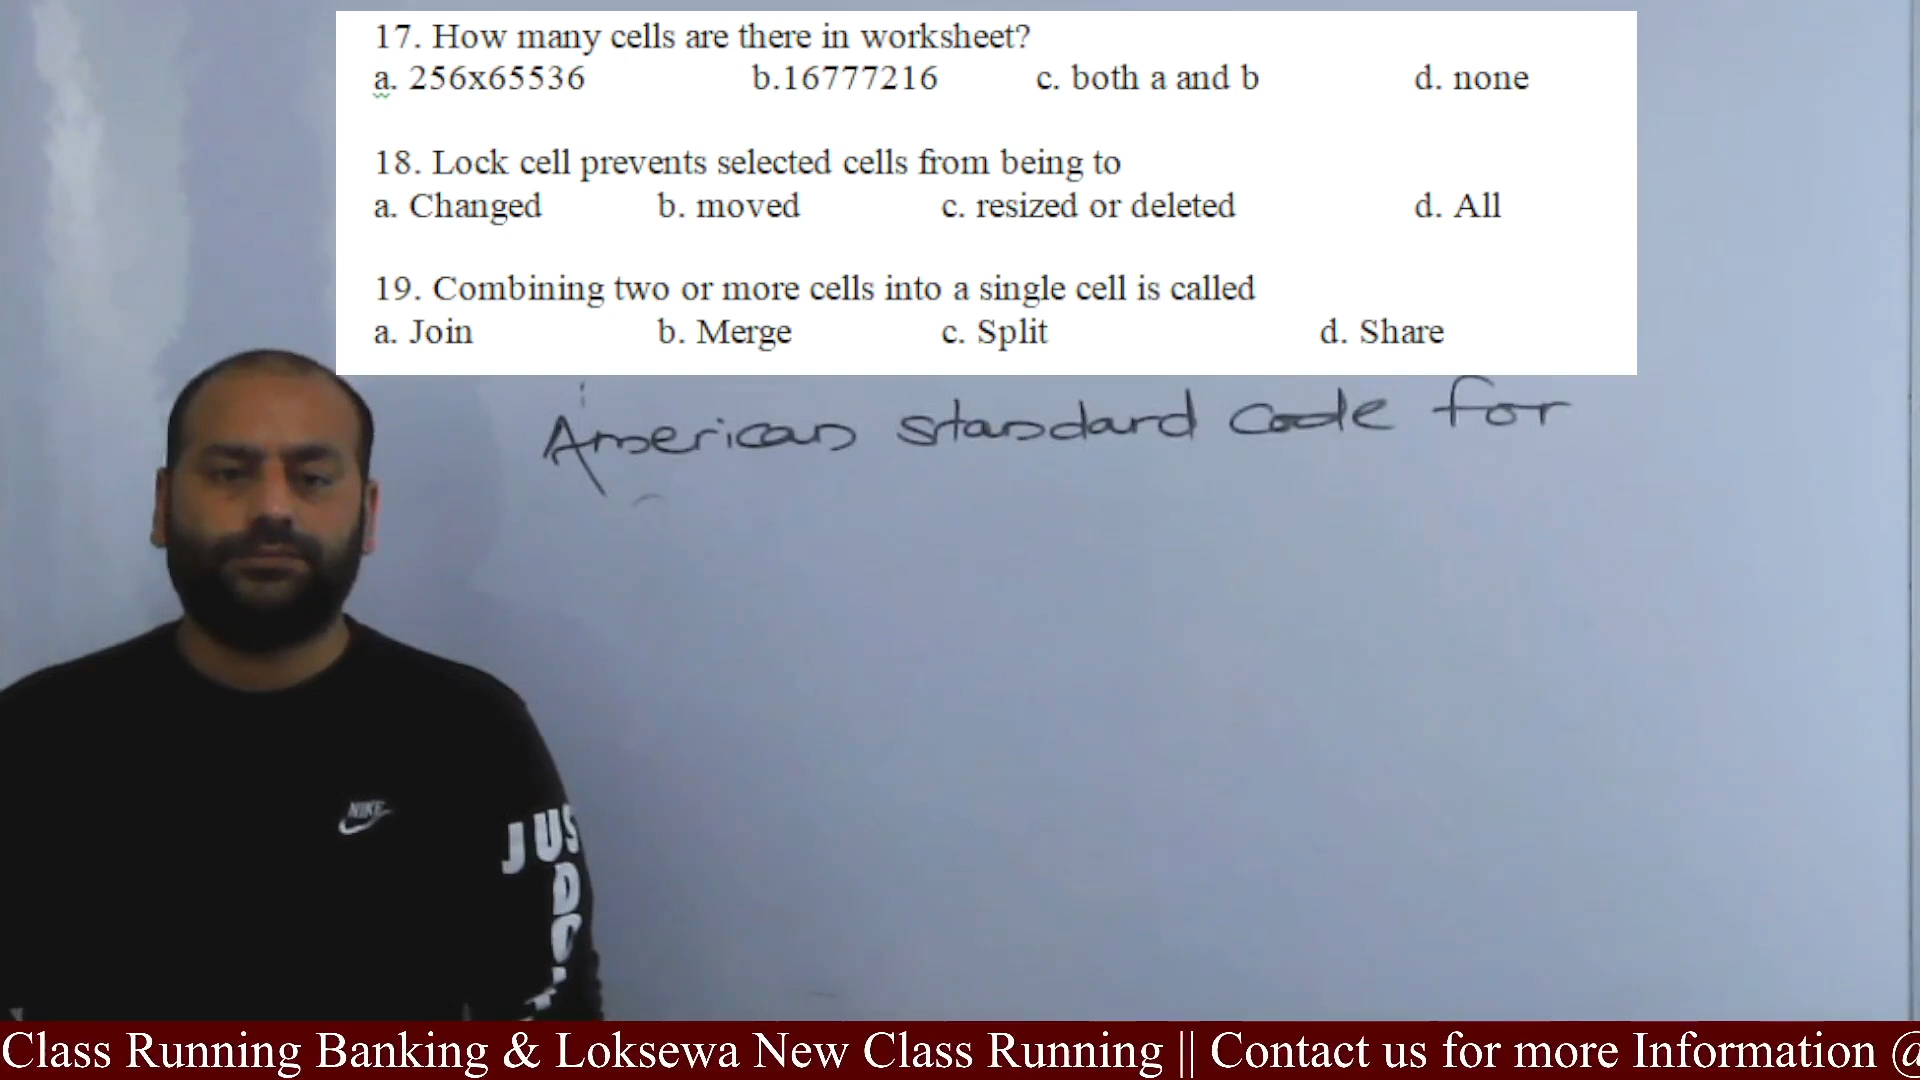 17. How many cells are there in worksheet?
a. 256x65536 b.16777216 c. both a and b d. none
18. Lock cell prevents selected cells from being to
a. Changed b. moved c. resized or deleted d. All
19. Combining two or more cells into a single cell is called
a. Join b. Merge c. Split d. Share
American standard code for
NIKE
JUS
DO
IT
Class Running Banking & Loksewa New Class Running || Contact us for more Information @